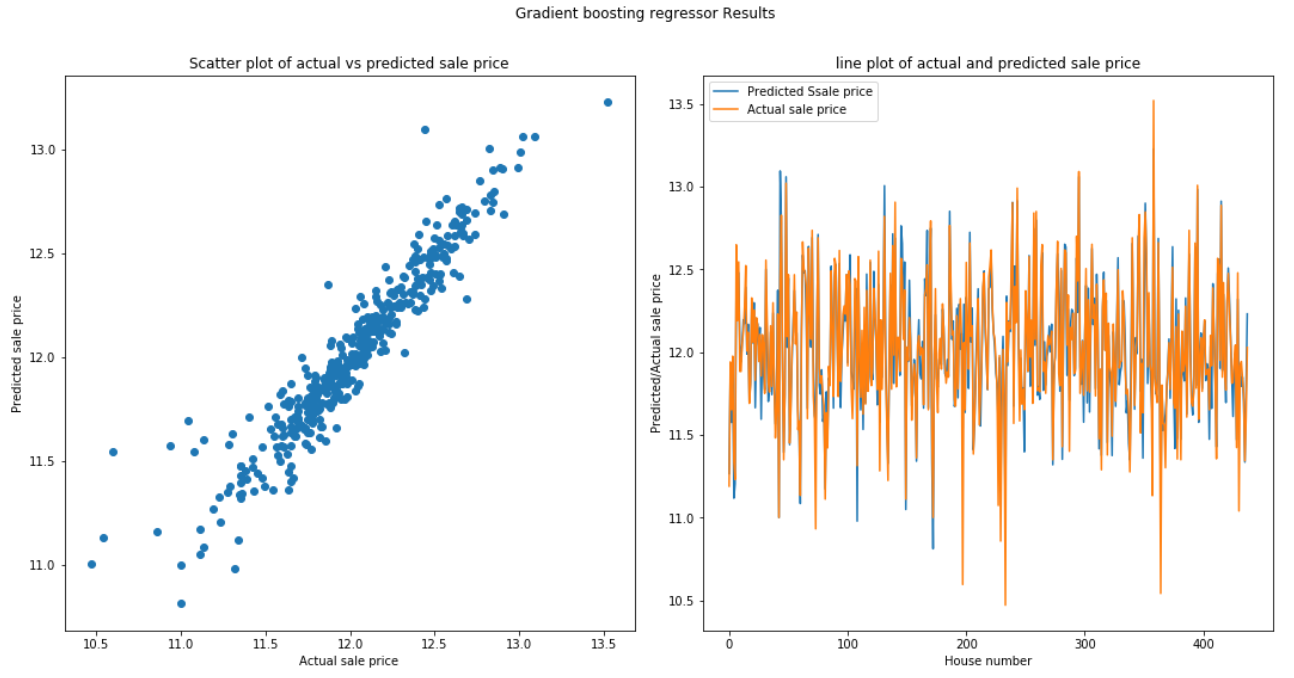 Gradient boosting regressor Results
Scatter plot of actual vs predicted sale price
Predicted sale price
13.0
12.5
12.0
11.5
11.0
10.5 11.0 11.5 12.0 12.5 13.0 13.5
Actual sale price
line plot of actual and predicted sale price
Predicted Ssale price
Actual sale price
Predicted/Actual sale price
13.5
13.0
12.5
12.0
11.5
11.0
10.5
0 100 200 300 400
House number